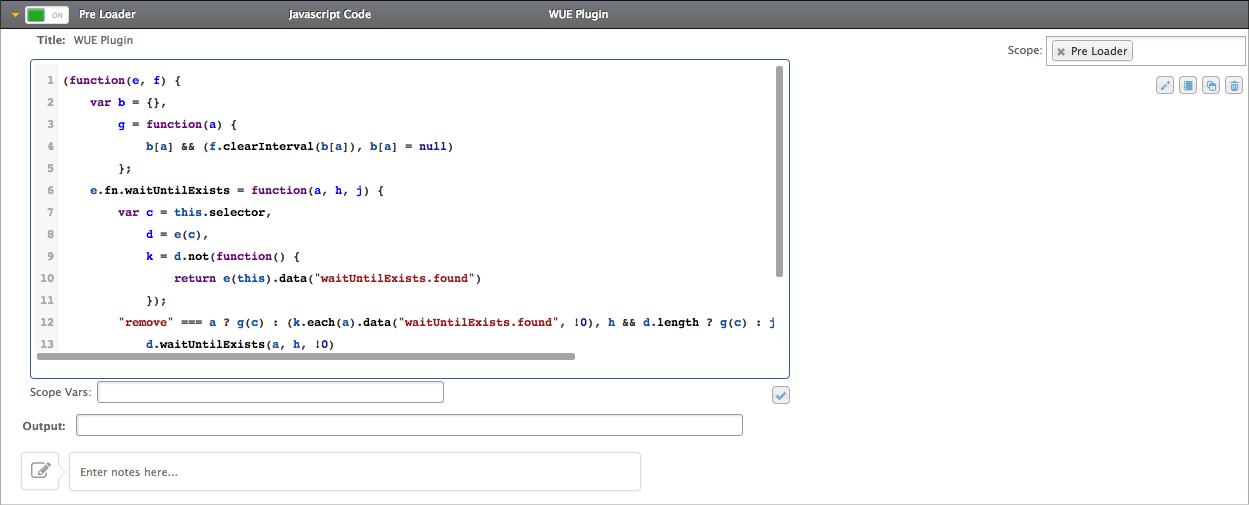 ON Pre Loader Javascript Code WUE Plugin
Title: WUE Plugin
Scope: Pre Loader
1 (function(e, f) {
2 var b = {},
3 g = function(a) {
4 b[a] && (f.clearInterval(b[a]), b[a] = null)
5 };
6 e.fn.waitUntilExists = function(a, h, j) {
7 var c = this.selector,
8 d = e(c),
9 k = d.not(function() {
10 return e(this).data("waitUntilExists.found")
11 });
12 "remove" === a ? g(c) : (k.each(a).data("waitUntilExists.found", !0), h && d.length ? g(c) : j
13 d.waitUntilExists(a, h, !0)
Scope Vars:
Output:
Enter notes here...